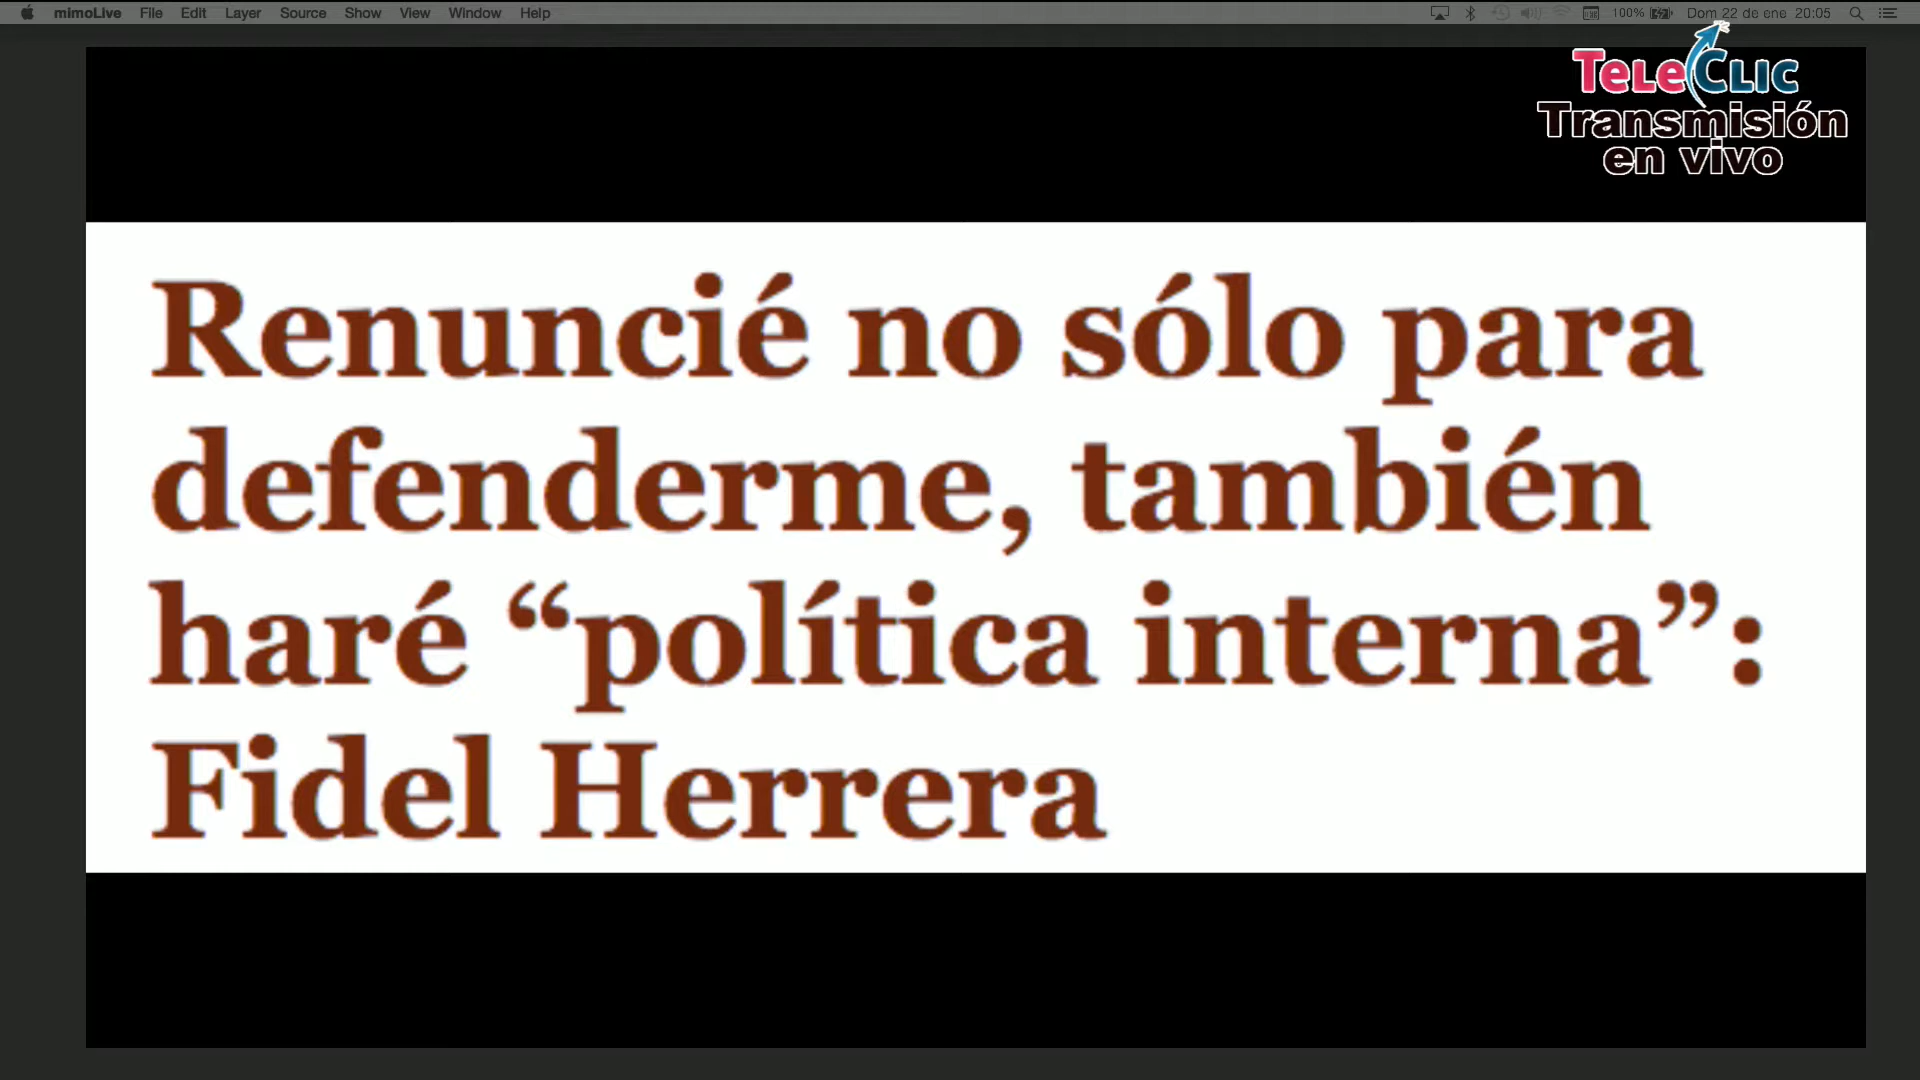 mimoLive File Edit Layer Source Show View Window Help 100% Dom 22 de ene 20:05
TELECLIC
Transmisión
en vivo
Renuncié no sólo para
defenderme, también
haré “política interna”:
Fidel Herrera